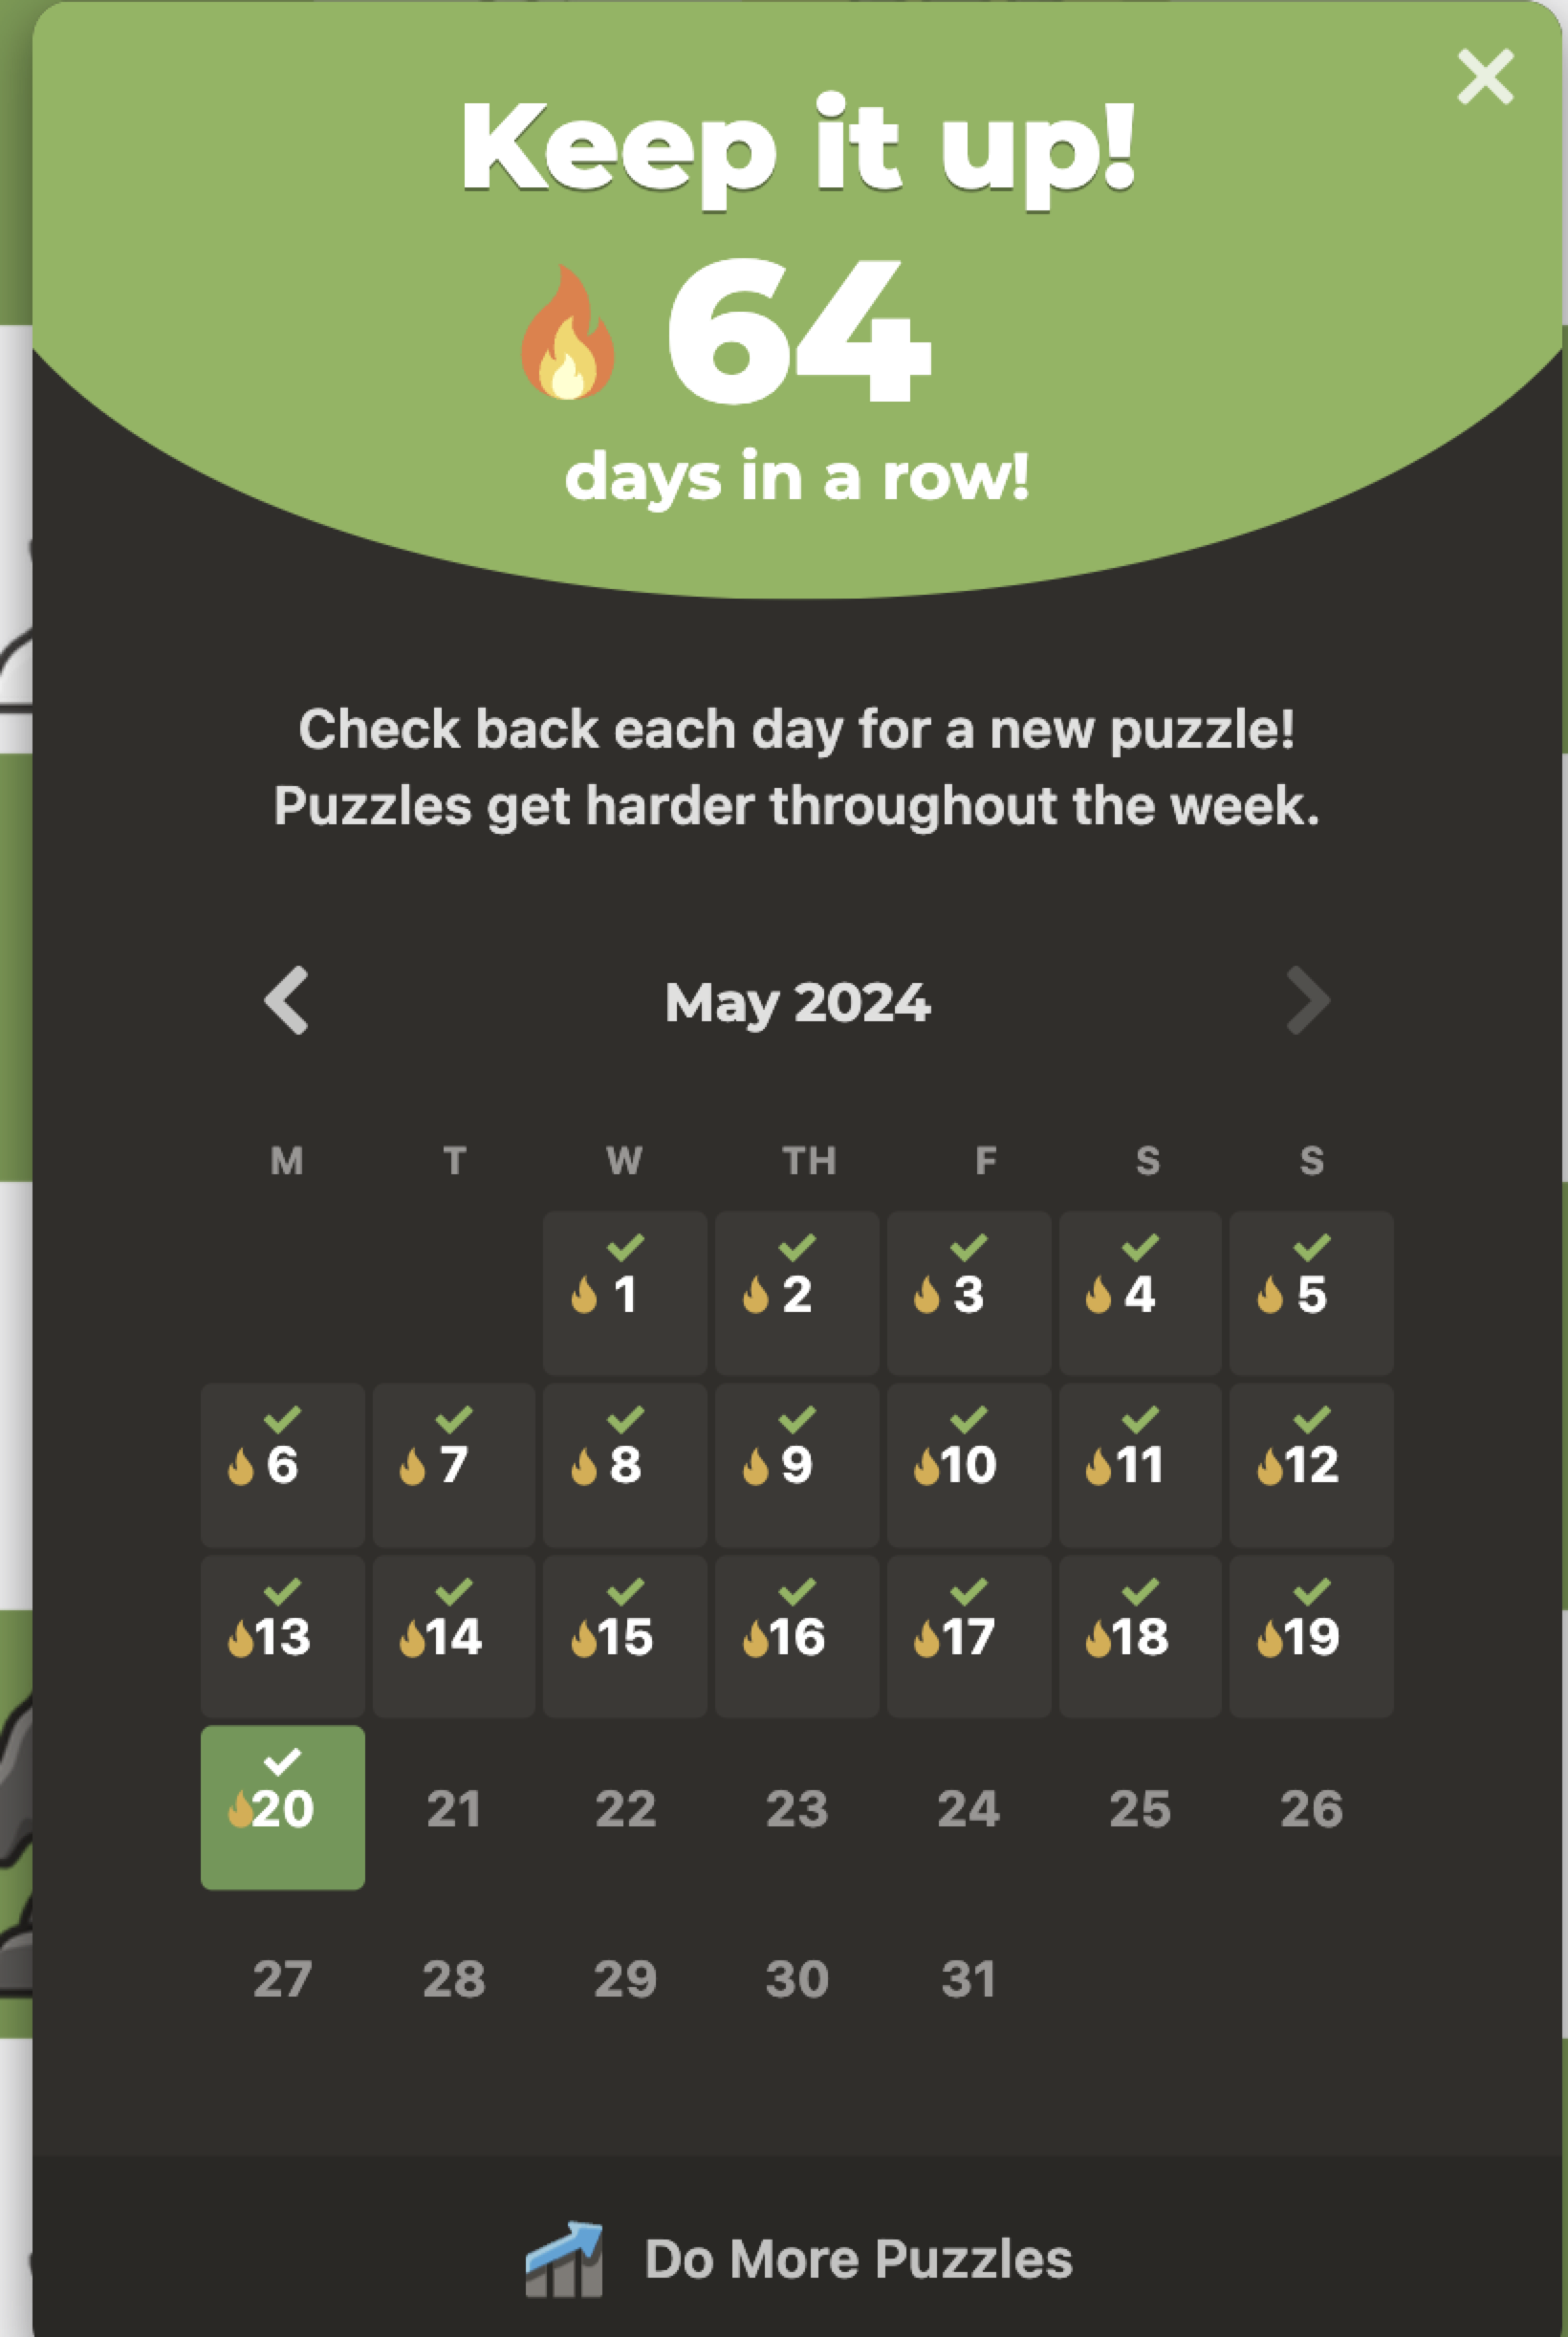 Keep it up!
64
days in a row!
Check back each day for a new puzzle!
Puzzles get harder throughout the week.
May 2024
M T W TH F S S
1 2 3 4 5
6 7 8 9 10 11 12
13 14 15 16 17 18 19
20 21 22 23 24 25 26
27 28 29 30 31
Do More Puzzles